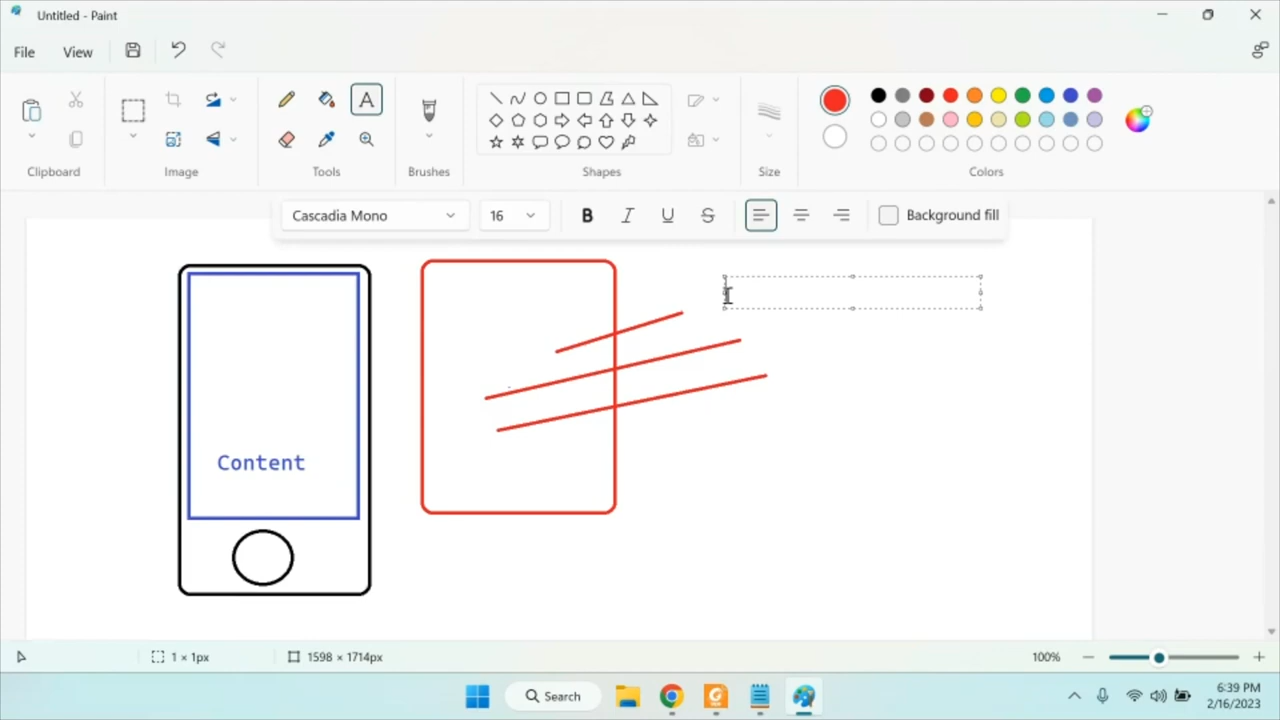 Untitled - Paint
File
View
Clipboard
Image
Tools
Brushes
Shapes
Size
Colors
Cascadia Mono
16
B
I
U
S
Background fill
Content
1 × 1px
1598 × 1714px
100%
Search
6:39 PM
2/16/2023